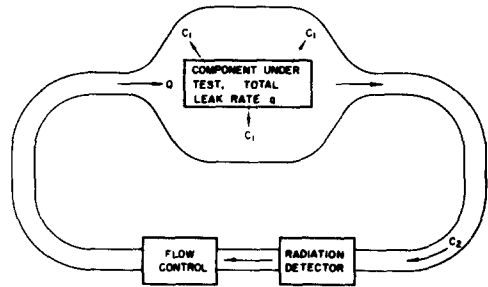 C₁ C₁
Q
COMPONENT UNDER
TEST, TOTAL
LEAK RATE q
C₁
C₂
FLOW
CONTROL
RADIATION
DETECTOR